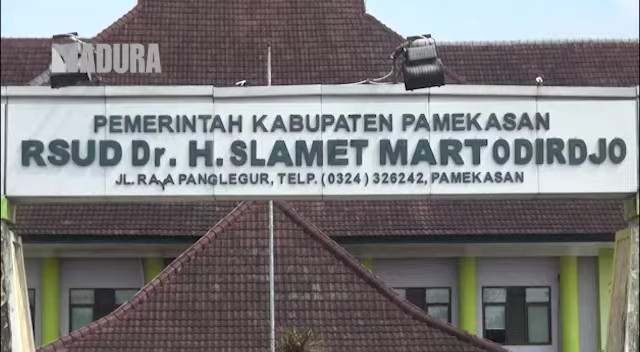 MADURA
PEMERINTAH KABUPATEN PAMEKASAN
RSUD Dr. H. SLAMET MARTODIRDJO
JL. RAYA PANGLEGUR, TELP. (0324) 326242, PAMEKASAN